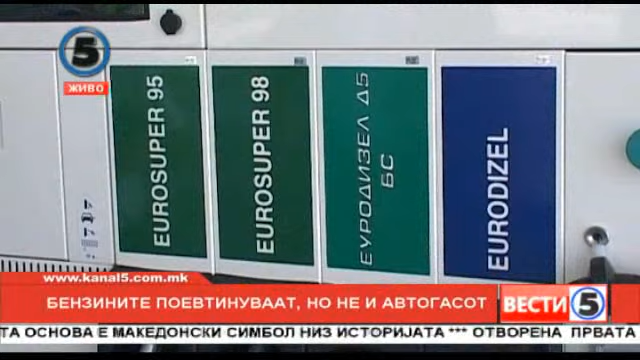 5
ЖИВО
EUROSUPER 95
EUROSUPER 98
ЕУРОДИЗЕЛ Д5
БС
EURODIZEL
www.kanal5.com.mk
БЕНЗИНИТЕ ПОЕВТИНУВААТ, НО НЕ И АВТОГАСОТ
ВЕСТИ 5
ТА ОСНОВА Е МАКЕДОНСКИ СИМБОЛ НИЗ ИСТОРИЈАТА *** ОТВОРЕНА ПРВАТА